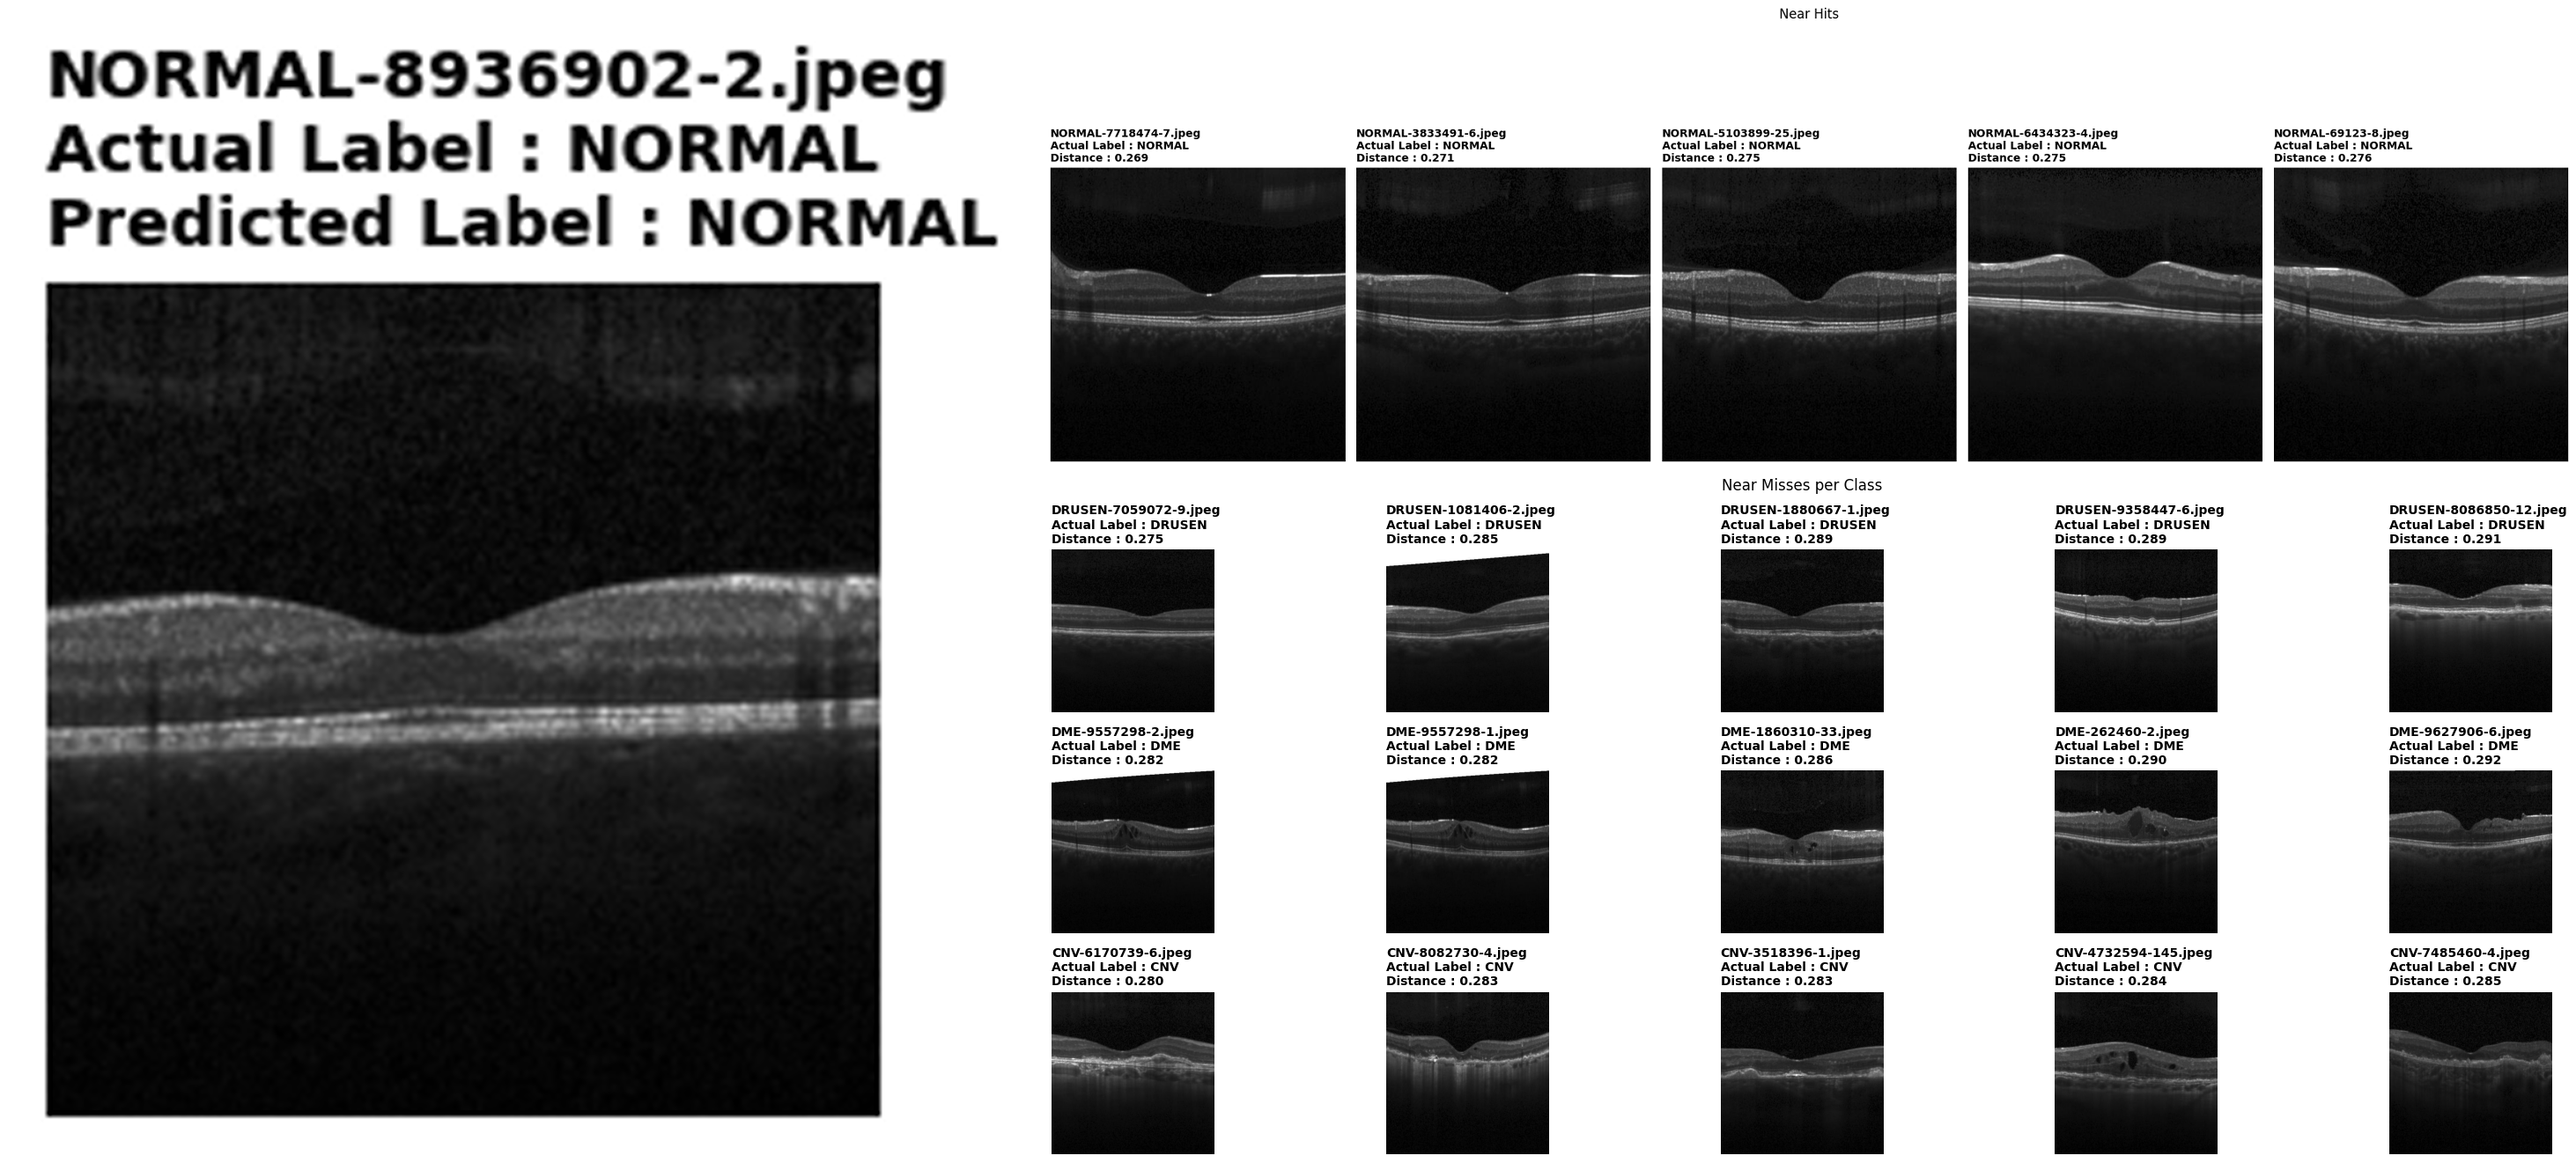 NORMAL-8936902-2.jpeg
Actual Label : NORMAL
Predicted Label : NORMAL
Near Hits
NORMAL-7718474-7.jpeg
Actual Label : NORMAL
Distance : 0.269
NORMAL-3833491-6.jpeg
Actual Label : NORMAL
Distance : 0.271
NORMAL-5103899-25.jpeg
Actual Label : NORMAL
Distance : 0.275
NORMAL-6434323-4.jpeg
Actual Label : NORMAL
Distance : 0.275
NORMAL-69123-8.jpeg
Actual Label : NORMAL
Distance : 0.276
Near Misses per Class
DRUSEN-7059072-9.jpeg
Actual Label : DRUSEN
Distance : 0.275
DRUSEN-1081406-2.jpeg
Actual Label : DRUSEN
Distance : 0.285
DRUSEN-1880667-1.jpeg
Actual Label : DRUSEN
Distance : 0.289
DRUSEN-9358447-6.jpeg
Actual Label : DRUSEN
Distance : 0.289
DRUSEN-8086850-12.jpeg
Actual Label : DRUSEN
Distance : 0.291
DME-9557298-2.jpeg
Actual Label : DME
Distance : 0.282
DME-9557298-1.jpeg
Actual Label : DME
Distance : 0.282
DME-1860310-33.jpeg
Actual Label : DME
Distance : 0.286
DME-262460-2.jpeg
Actual Label : DME
Distance : 0.290
DME-9627906-6.jpeg
Actual Label : DME
Distance : 0.292
CNV-6170739-6.jpeg
Actual Label : CNV
Distance : 0.280
CNV-8082730-4.jpeg
Actual Label : CNV
Distance : 0.283
CNV-3518396-1.jpeg
Actual Label : CNV
Distance : 0.283
CNV-4732594-145.jpeg
Actual Label : CNV
Distance : 0.284
CNV-7485460-4.jpeg
Actual Label : CNV
Distance : 0.285